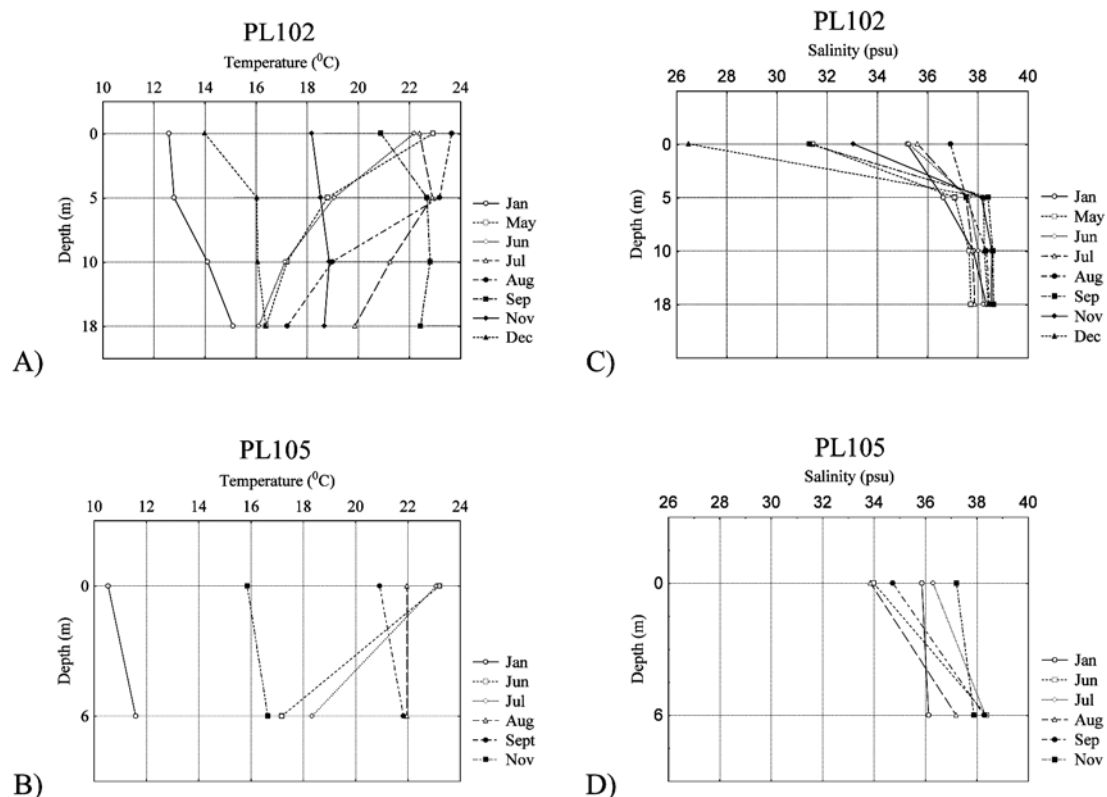 PL102
Temperature (⁰C)
10 12 14 16 18 20 22 24
Depth (m)
0
5
10
18
Jan
May
Jun
Jul
Aug
Sep
Nov
Dec
A)
PL102
Salinity (psu)
26 28 30 32 34 36 38 40
Depth (m)
0
5
10
18
Jan
May
Jun
Jul
Aug
Sep
Nov
Dec
C)
PL105
Temperature (⁰C)
10 12 14 16 18 20 22 24
Depth (m)
0
6
Jan
Jun
Jul
Aug
Sept
Nov
B)
PL105
Salinity (psu)
26 28 30 32 34 36 38 40
Depth (m)
0
6
Jan
Jun
Jul
Aug
Sep
Nov
D)